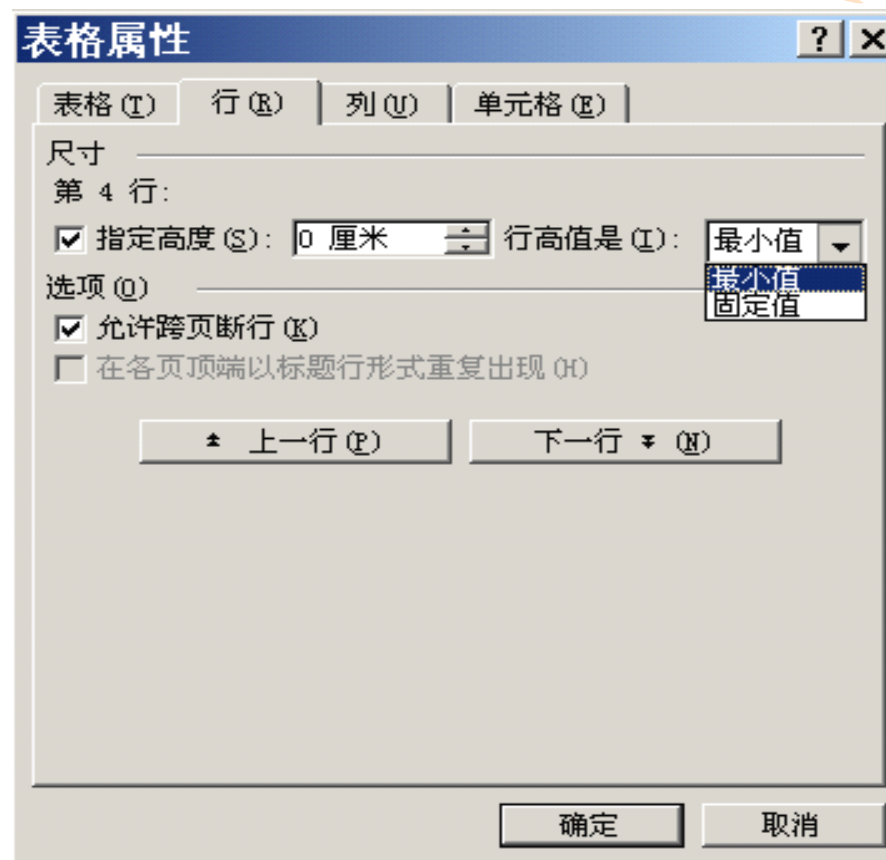 表格属性
表格(T) 行(R) 列(U) 单元格(E)
尺寸
第 4 行:
指定高度(S): 0 厘米 行高值是(I): 最小值
最小值
固定值
选项(O)
允许跨页断行(K)
在各页顶端以标题行形式重复出现(H)
上一行(P) 下一行 (N)
确定 取消